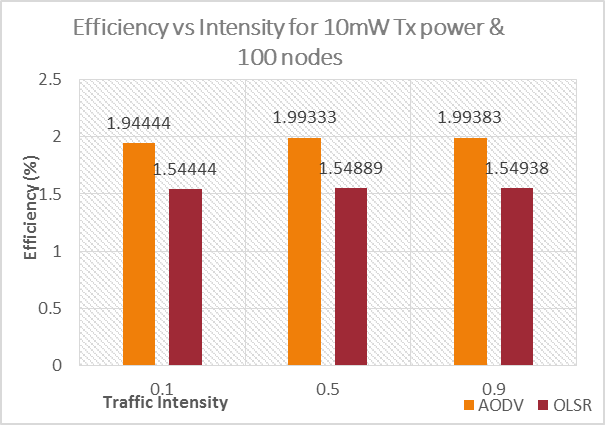 Efficiency vs Intensity for 10mW Tx power &
100 nodes
2.5
2
1.5
1
0.5
0
Efficiency (%)
1.94444
1.99333
1.99383
1.54444
1.54889
1.54938
0.1
0.5
0.9
Traffic Intensity
AODV
OLSR